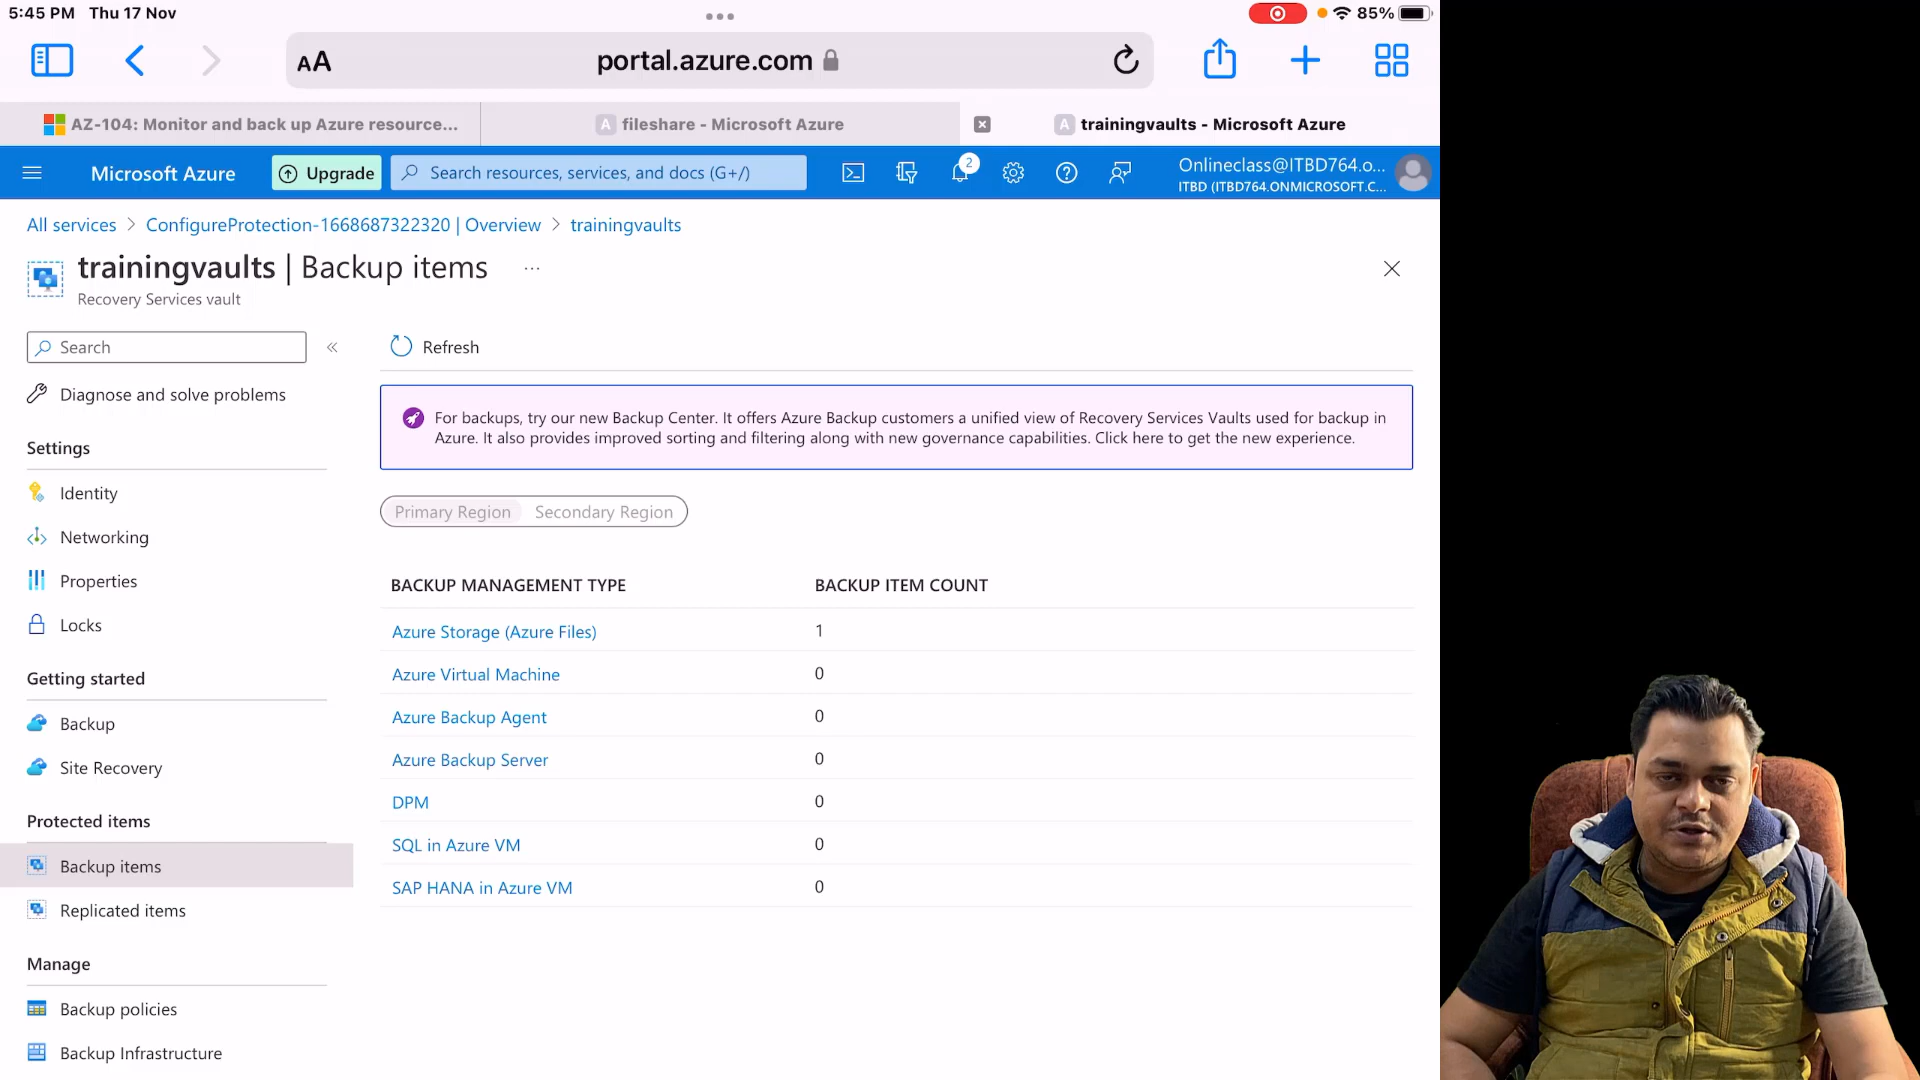 5:45 PM Thu 17 Nov
85%
AA
portal.azure.com
AZ-104: Monitor and back up Azure resource...
A fileshare - Microsoft Azure
A trainingvaults - Microsoft Azure
Microsoft Azure
Upgrade
Search resources, services, and docs (G+/)
2
Onlineclass@ITBD764.o...
ITBD (ITBD764.ONMICROSOFT.C...
All services > ConfigureProtection-1668687322320 | Overview > trainingvaults
trainingvaults | Backup items ...
Recovery Services vault
Search
«
Refresh
Diagnose and solve problems
For backups, try our new Backup Center. It offers Azure Backup customers a unified view of Recovery Services Vaults used for backup in
Azure. It also provides improved sorting and filtering along with new governance capabilities. Click here to get the new experience.
Settings
Identity
Networking
Properties
Locks
Getting started
Backup
Site Recovery
Protected items
Backup items
Replicated items
Manage
Backup policies
Backup Infrastructure
Primary Region Secondary Region
BACKUP MANAGEMENT TYPE BACKUP ITEM COUNT
Azure Storage (Azure Files) 1
Azure Virtual Machine 0
Azure Backup Agent 0
Azure Backup Server 0
DPM 0
SQL in Azure VM 0
SAP HANA in Azure VM 0